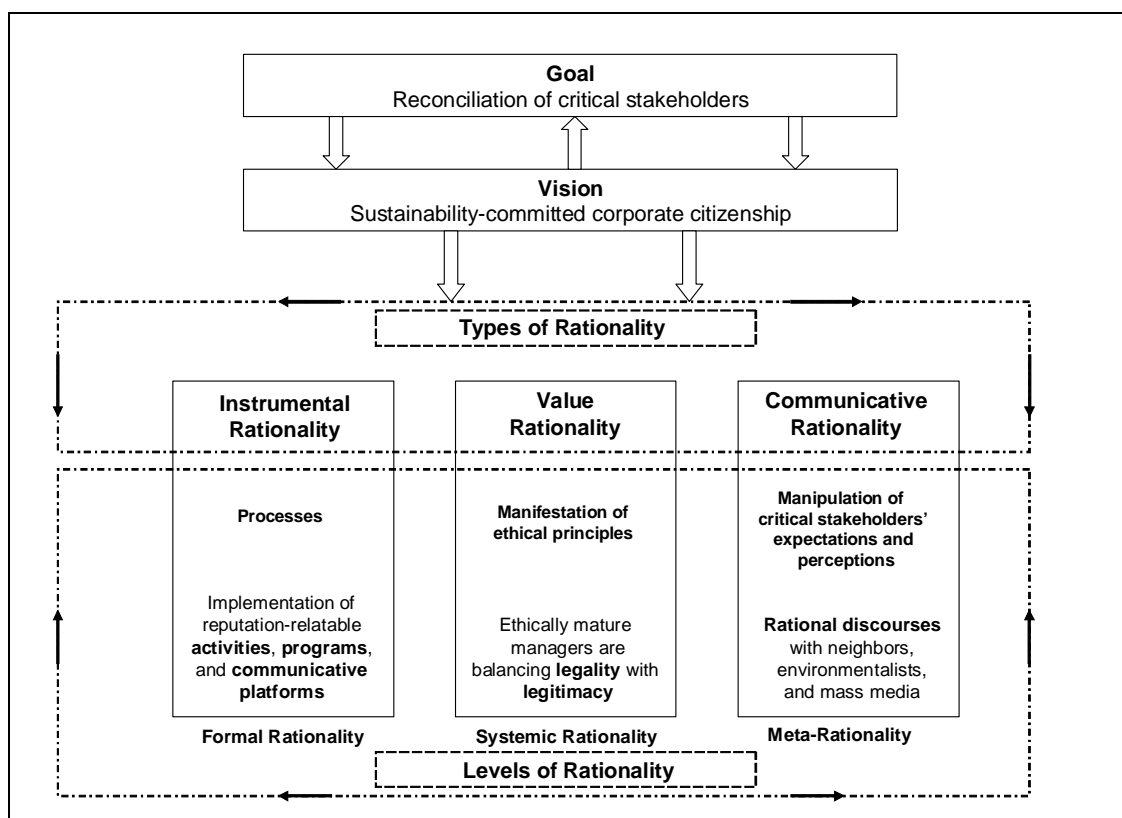 Goal
Reconciliation of critical stakeholders
Vision
Sustainability-committed corporate citizenship
Types of Rationality
Instrumental
Rationality
Processes
Implementation of
reputation-relatable
activities, programs,
and communicative
platforms
Formal Rationality
Value
Rationality
Manifestation of
ethical principles
Ethically mature
managers are
balancing legality with
legitimacy
Systemic Rationality
Communicative
Rationality
Manipulation of
critical stakeholders’
expectations and
perceptions
Rational discourses
with neighbors,
environmentalists,
and mass media
Meta-Rationality
Levels of Rationality